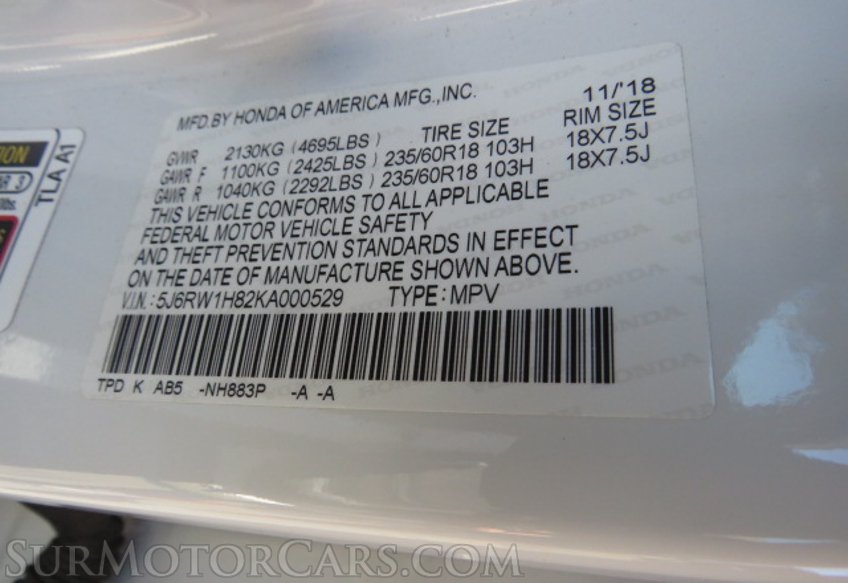 MFD.BY HONDA OF AMERICA MFG.,INC. 11/'18
GVWR 2130KG (4695LBS) TIRE SIZE RIM SIZE
GAWR F 1100KG (2425LBS) 235/60R18 103H 18X7.5J
GAWR R 1040KG (2292LBS) 235/60R18 103H 18X7.5J
THIS VEHICLE CONFORMS TO ALL APPLICABLE
FEDERAL MOTOR VEHICLE SAFETY
AND THEFT PREVENTION STANDARDS IN EFFECT
ON THE DATE OF MANUFACTURE SHOWN ABOVE.
V.I.N.: 5J6RW1H82KA000529 TYPE: MPV
TPD K AB5 -NH883P -A -A
TLA A1
SurMotorCars.com